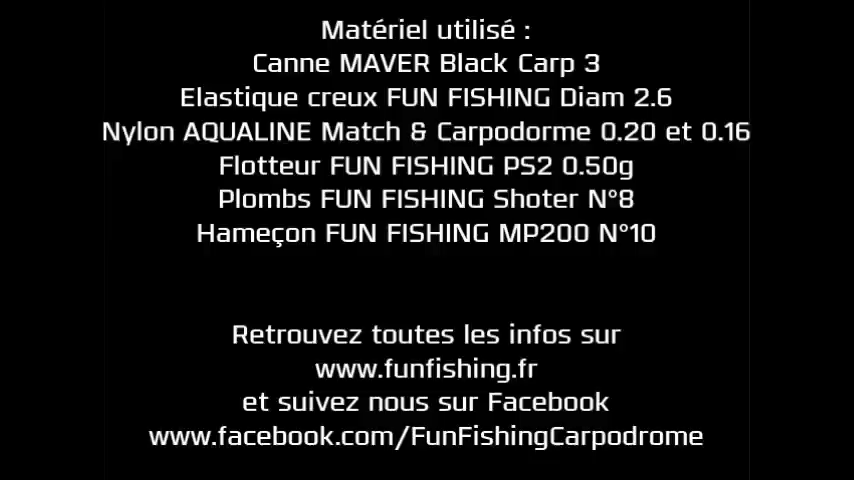 Matériel utilisé :
Canne MAVER Black Carp 3
Elastique creux FUN FISHING Diam 2.6
Nylon AQUALINE Match & Carpodorme 0.20 et 0.16
Flotteur FUN FISHING PS2 0.50g
Plombs FUN FISHING Shoter N°8
Hameçon FUN FISHING MP200 N°10
Retrouvez toutes les infos sur
www.funfishing.fr
et suivez nous sur Facebook
www.facebook.com/FunFishingCarpodrome